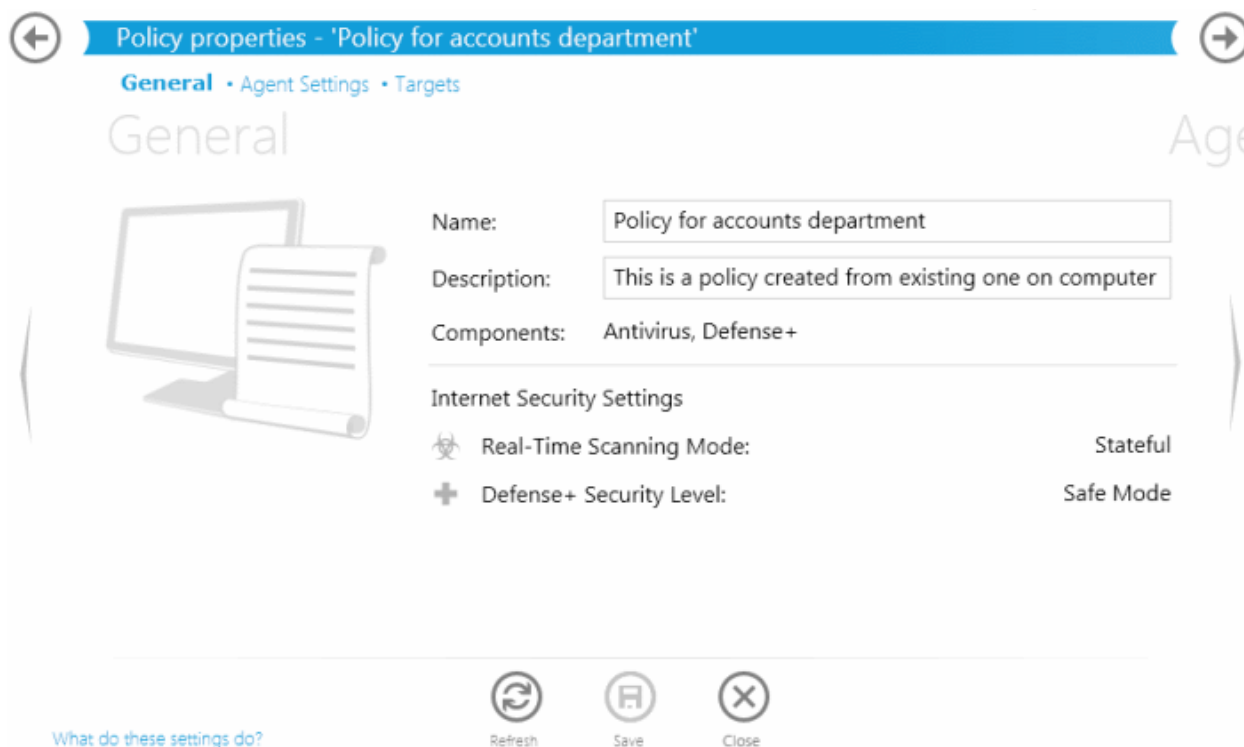 Policy properties - 'Policy for accounts department'
General • Agent Settings • Targets
General
Age
Name: Policy for accounts department
Description: This is a policy created from existing one on computer
Components: Antivirus, Defense+
Internet Security Settings
Real-Time Scanning Mode: Stateful
Defense+ Security Level: Safe Mode
Refresh Save Close
What do these settings do?